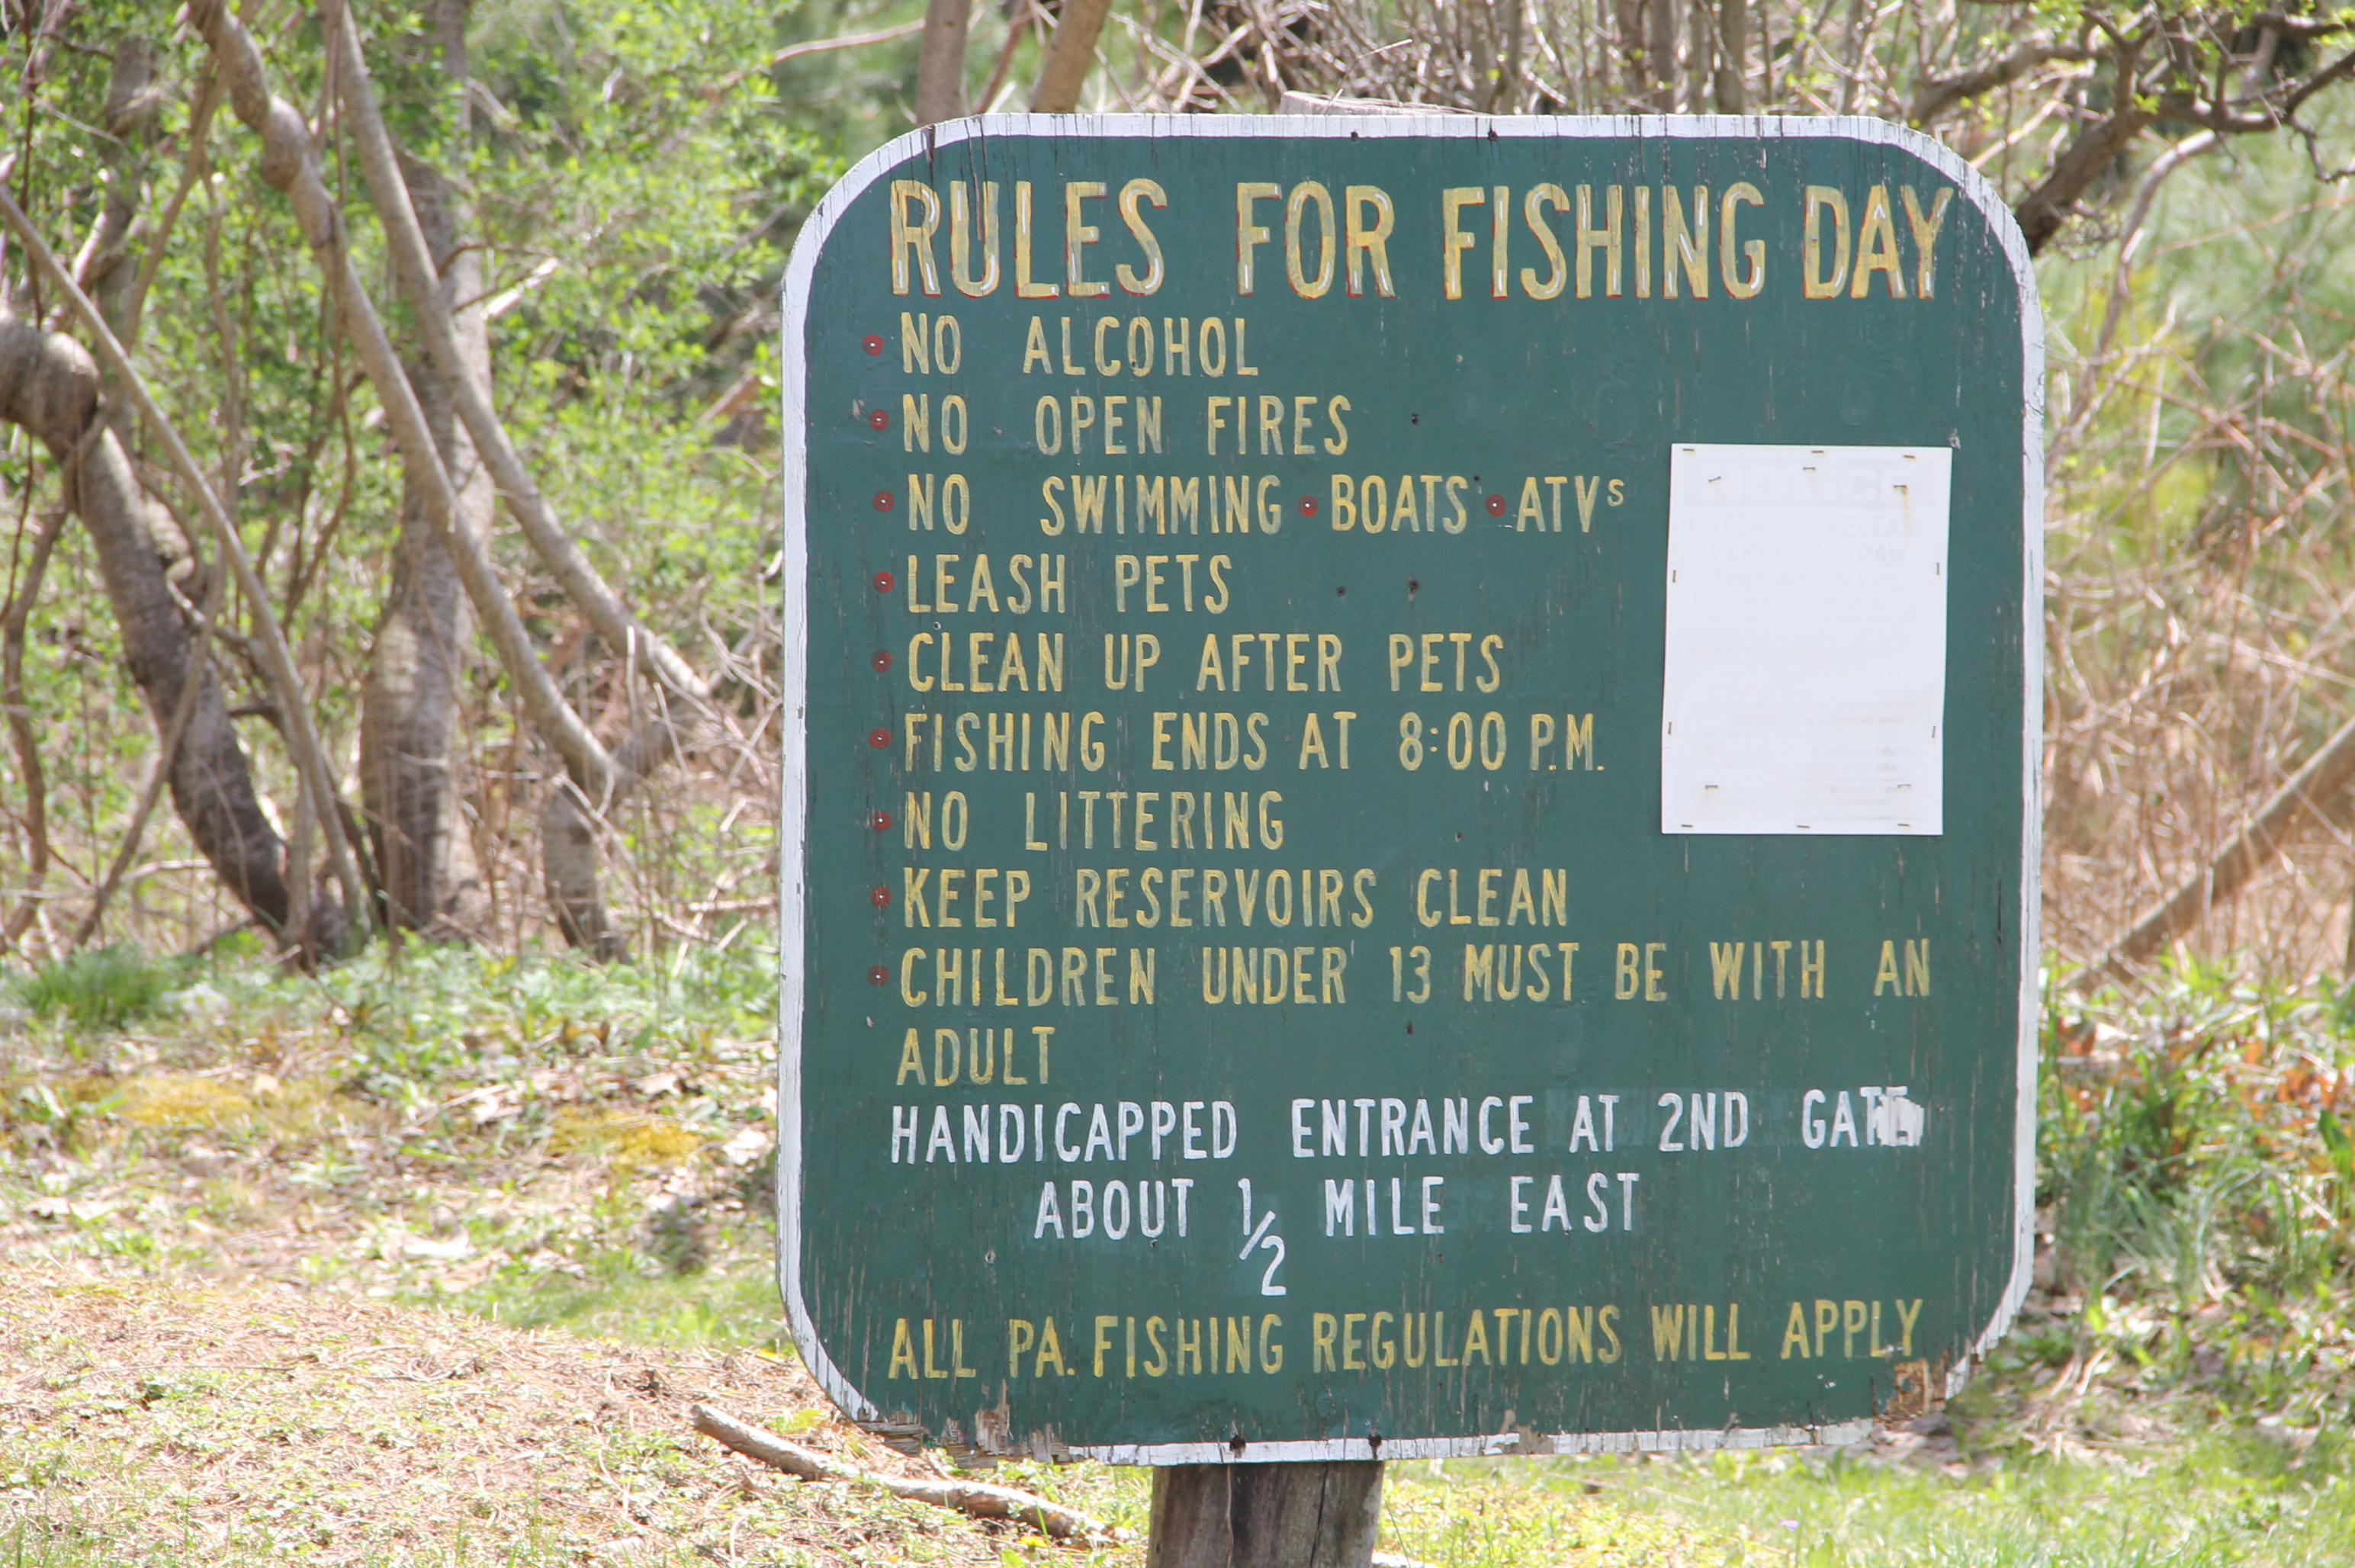 RULES FOR FISHING DAY
NO ALCOHOL
NO OPEN FIRES
NO SWIMMING • BOATS • ATVS
LEASH PETS
CLEAN UP AFTER PETS
FISHING ENDS AT 8:00 P.M.
NO LITTERING
KEEP RESERVOIRS CLEAN
CHILDREN UNDER 13 MUST BE WITH AN
ADULT
HANDICAPPED ENTRANCE AT 2ND GATE
ABOUT 1/2 MILE EAST
ALL PA. FISHING REGULATIONS WILL APPLY